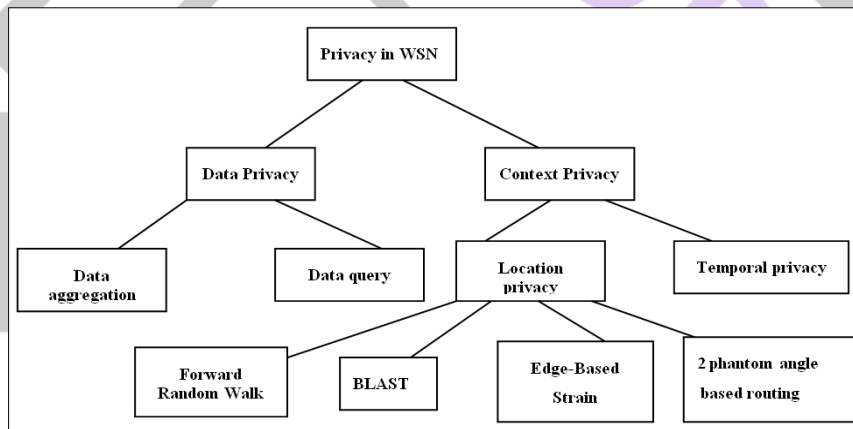 Privacy in WSN
Data Privacy
Context Privacy
Data
aggregation
Data query
Location
privacy
Temporal privacy
Forward
Random Walk
BLAST
Edge-Based
Strain
2 phantom angle
based routing